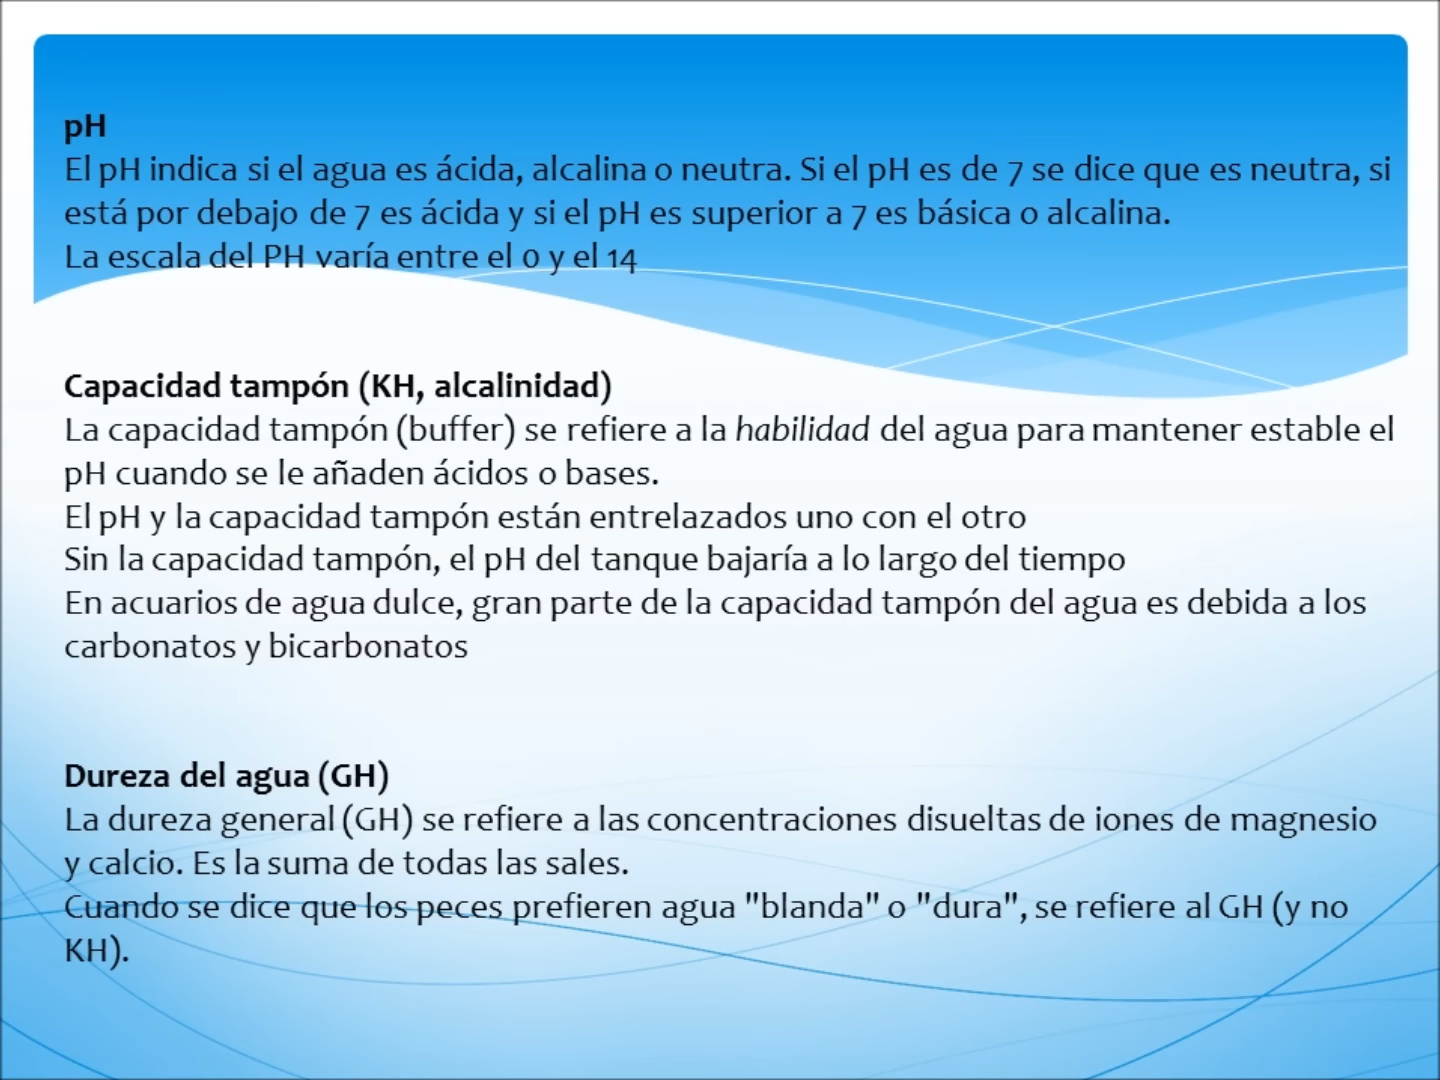 pH
El pH indica si el agua es ácida, alcalina o neutra. Si el pH es de 7 se dice que es neutra, si
está por debajo de 7 es ácida y si el pH es superior a 7 es básica o alcalina.
La escala del PH varía entre el 0 y el 14
Capacidad tampón (KH, alcalinidad)
La capacidad tampón (buffer) se refiere a la habilidad del agua para mantener estable el
pH cuando se le añaden ácidos o bases.
El pH y la capacidad tampón están entrelazados uno con el otro
Sin la capacidad tampón, el pH del tanque bajaría a lo largo del tiempo
En acuarios de agua dulce, gran parte de la capacidad tampón del agua es debida a los
carbonatos y bicarbonatos
Dureza del agua (GH)
La dureza general (GH) se refiere a las concentraciones disueltas de iones de magnesio
y calcio. Es la suma de todas las sales.
Cuando se dice que los peces prefieren agua "blanda" o "dura", se refiere al GH (y no
KH).